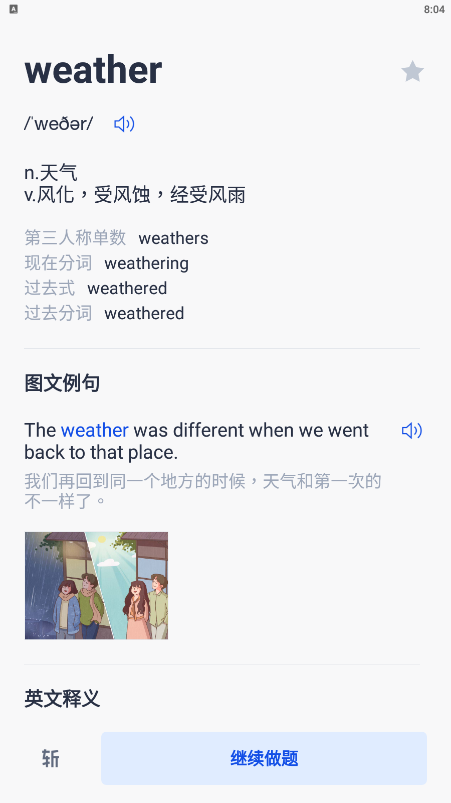 A
8:04
weather
/ˈweðər/
n.天气
v.风化，受风蚀，经受风雨
第三人称单数 weathers
现在分词 weathering
过去式 weathered
过去分词 weathered
图文例句
The weather was different when we went
back to that place.
我们再回到同一个地方的时候，天气和第一次的
不一样了。
英文释义
斩
继续做题